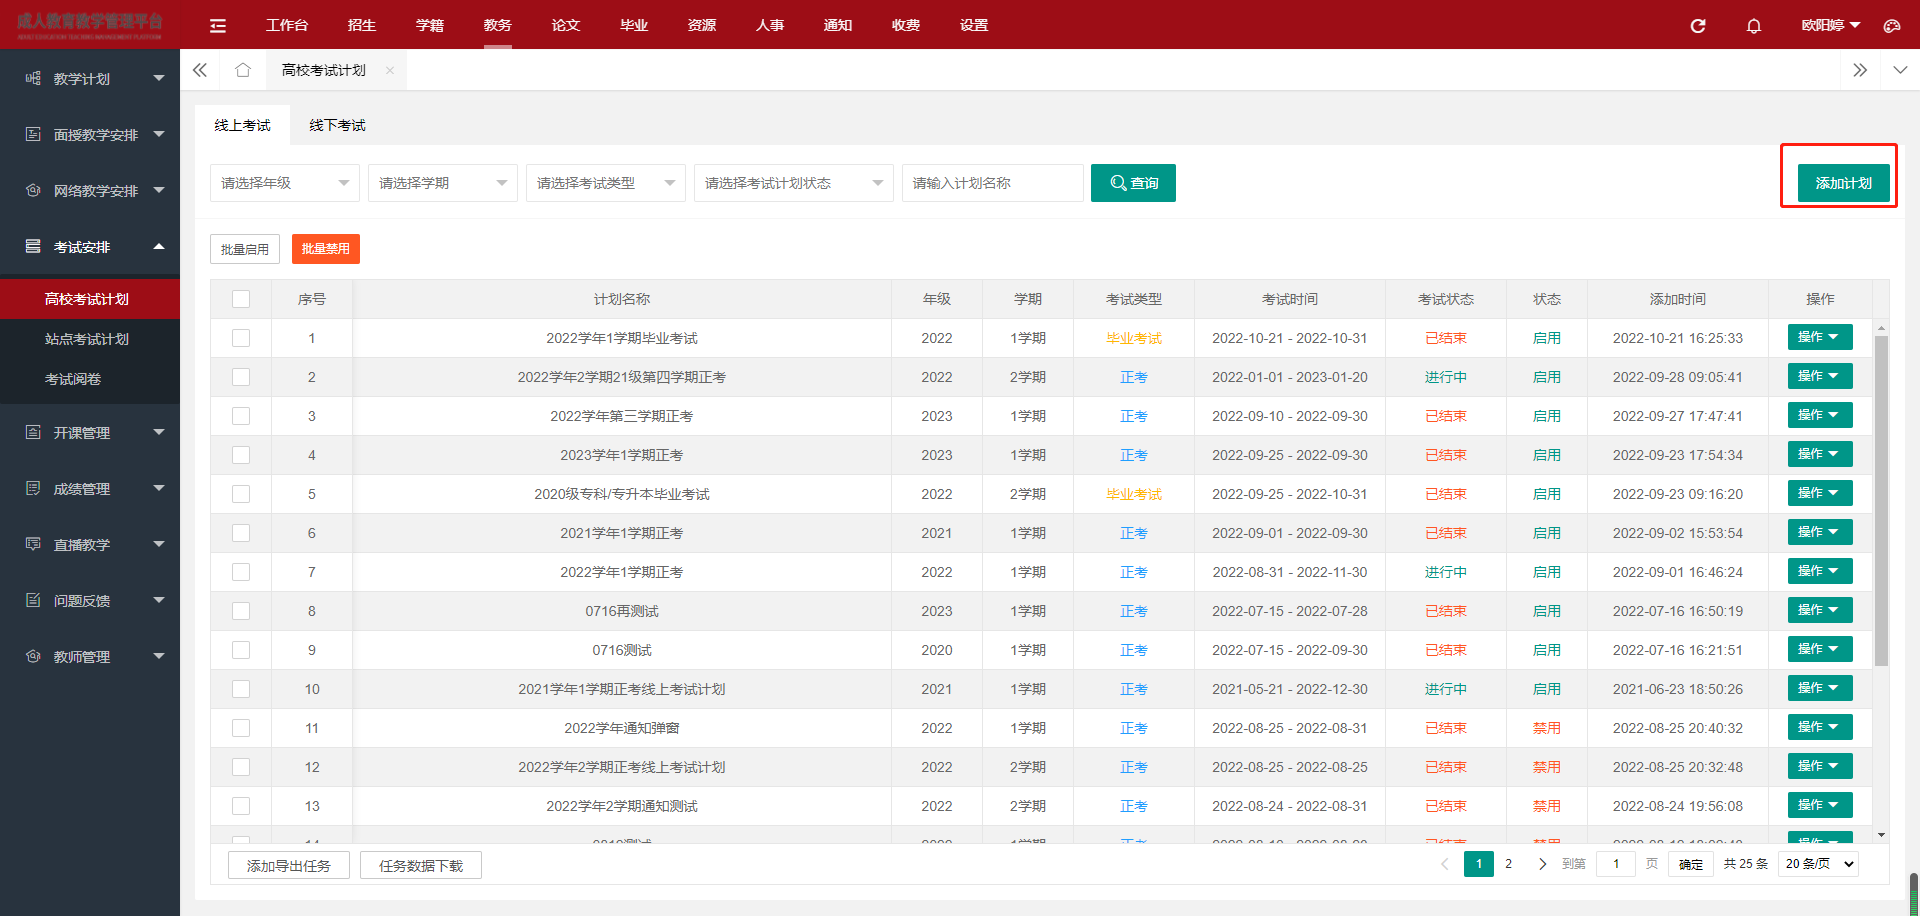 成人教育教学管理平台
ADULT EDUCATION TEACHING MANAGEMENT PLATFORM
工作台 招生 学籍 教务 论文 毕业 资源 人事 通知 收费 设置 欧阳婷
教学计划
面授教学安排
网络教学安排
考试安排
高校考试计划
站点考试计划
考试阅卷
开课管理
成绩管理
直播教学
问题反馈
教师管理
高校考试计划 ×
线上考试 线下考试
请选择年级 请选择学期 请选择考试类型 请选择考试计划状态 请输入计划名称 查询 添加计划
批量启用 批量禁用
序号 计划名称 年级 学期 考试类型 考试时间 考试状态 状态 添加时间 操作
1 2022学年1学期毕业考试 2022 1学期 毕业考试 2022-10-21 - 2022-10-31 已结束 启用 2022-10-21 16:25:33 操作
2 2022学年2学期21级第四学期正考 2022 2学期 正考 2022-01-01 - 2023-01-20 进行中 启用 2022-09-28 09:05:41 操作
3 2022学年第三学期正考 2023 1学期 正考 2022-09-10 - 2022-09-30 已结束 启用 2022-09-27 17:47:41 操作
4 2023学年1学期正考 2023 1学期 正考 2022-09-25 - 2022-09-30 已结束 启用 2022-09-23 17:54:34 操作
5 2020级专科/专升本毕业考试 2022 2学期 毕业考试 2022-09-25 - 2022-10-31 已结束 启用 2022-09-23 09:16:20 操作
6 2021学年1学期正考 2021 1学期 正考 2022-09-01 - 2022-09-30 已结束 启用 2022-09-02 15:53:54 操作
7 2022学年1学期正考 2022 1学期 正考 2022-08-31 - 2022-11-30 进行中 启用 2022-09-01 16:46:24 操作
8 0716再测试 2023 1学期 正考 2022-07-15 - 2022-07-28 已结束 启用 2022-07-16 16:50:19 操作
9 0716测试 2020 1学期 正考 2022-07-15 - 2022-09-30 已结束 启用 2022-07-16 16:21:51 操作
10 2021学年1学期正考线上考试计划 2021 1学期 正考 2021-05-21 - 2022-12-30 进行中 启用 2021-06-23 18:50:26 操作
11 2022学年通知弹窗 2022 1学期 正考 2022-08-25 - 2022-08-31 已结束 禁用 2022-08-25 20:40:32 操作
12 2022学年2学期正考线上考试计划 2022 2学期 正考 2022-08-25 - 2022-08-25 已结束 禁用 2022-08-25 20:32:48 操作
13 2022学年2学期通知测试 2022 2学期 正考 2022-08-24 - 2022-08-31 已结束 禁用 2022-08-24 19:56:08 操作
添加导出任务 任务数据下载 1 2 到第 1 页 确定 共 25 条 20 条/页